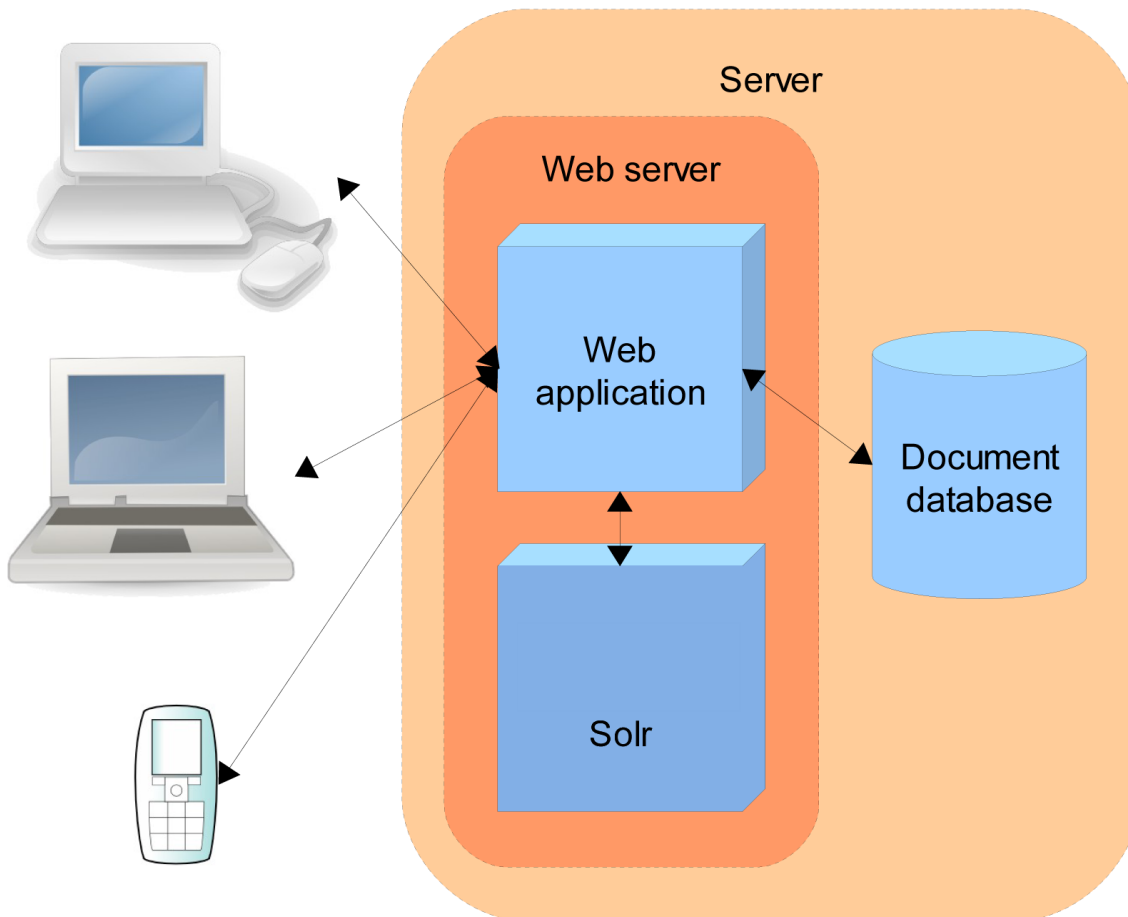 Server
Web server
Web
application
Document
database
Solr